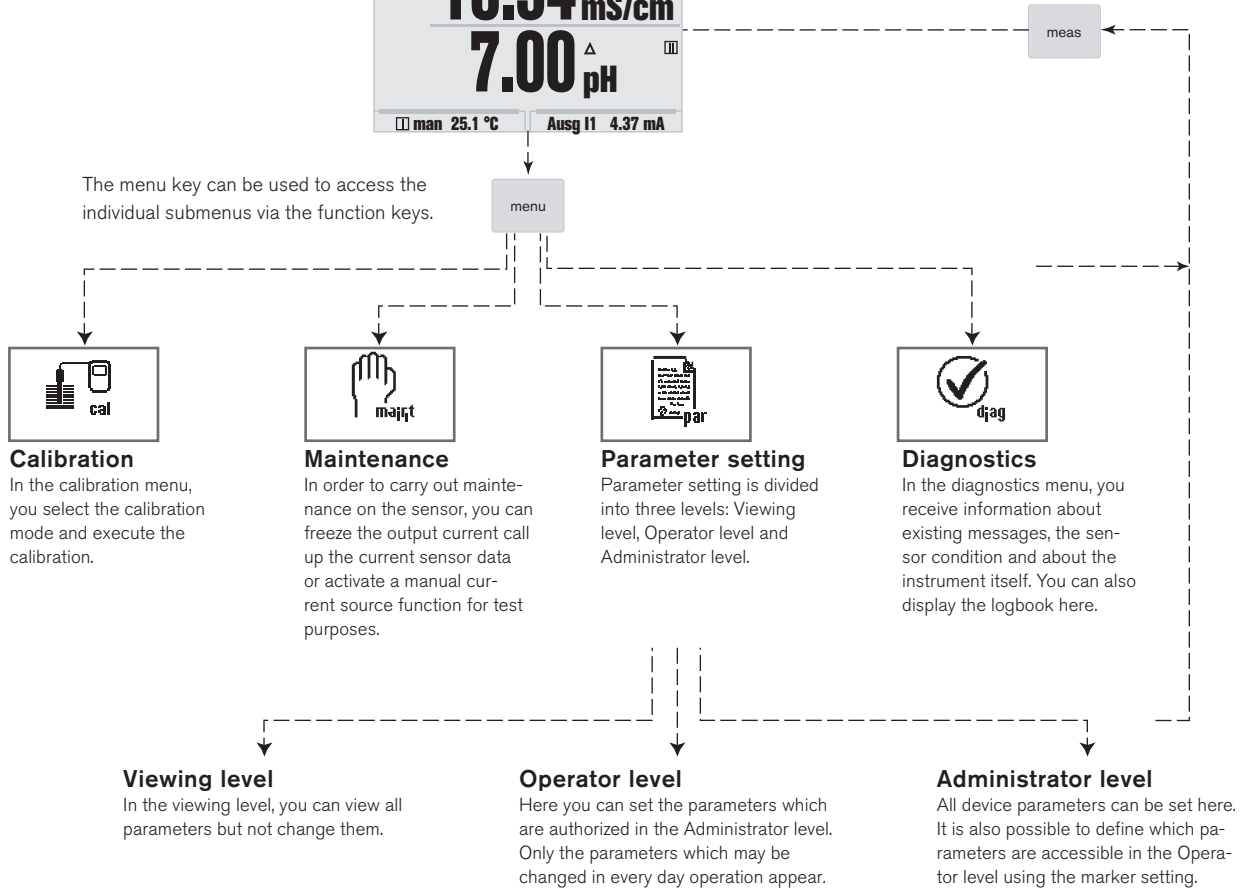 mS/cm
meas
7.00 Δ pH
man 25.1 °C
Ausg I1 4.37 mA
The menu key can be used to access the
individual submenus via the function keys.
menu
cal
maint
par
diag
Calibration
In the calibration menu,
you select the calibration
mode and execute the
calibration.
Maintenance
In order to carry out mainte-
nance on the sensor, you can
freeze the output current call
up the current sensor data
or activate a manual cur-
rent source function for test
purposes.
Parameter setting
Parameter setting is divided
into three levels: Viewing
level, Operator level and
Administrator level.
Diagnostics
In the diagnostics menu, you
receive information about
existing messages, the sen-
sor condition and about the
instrument itself. You can also
display the logbook here.
Viewing level
In the viewing level, you can view all
parameters but not change them.
Operator level
Here you can set the parameters which
are authorized in the Administrator level.
Only the parameters which may be
changed in every day operation appear.
Administrator level
All device parameters can be set here.
It is also possible to define which pa-
rameters are accessible in the Opera-
tor level using the marker setting.